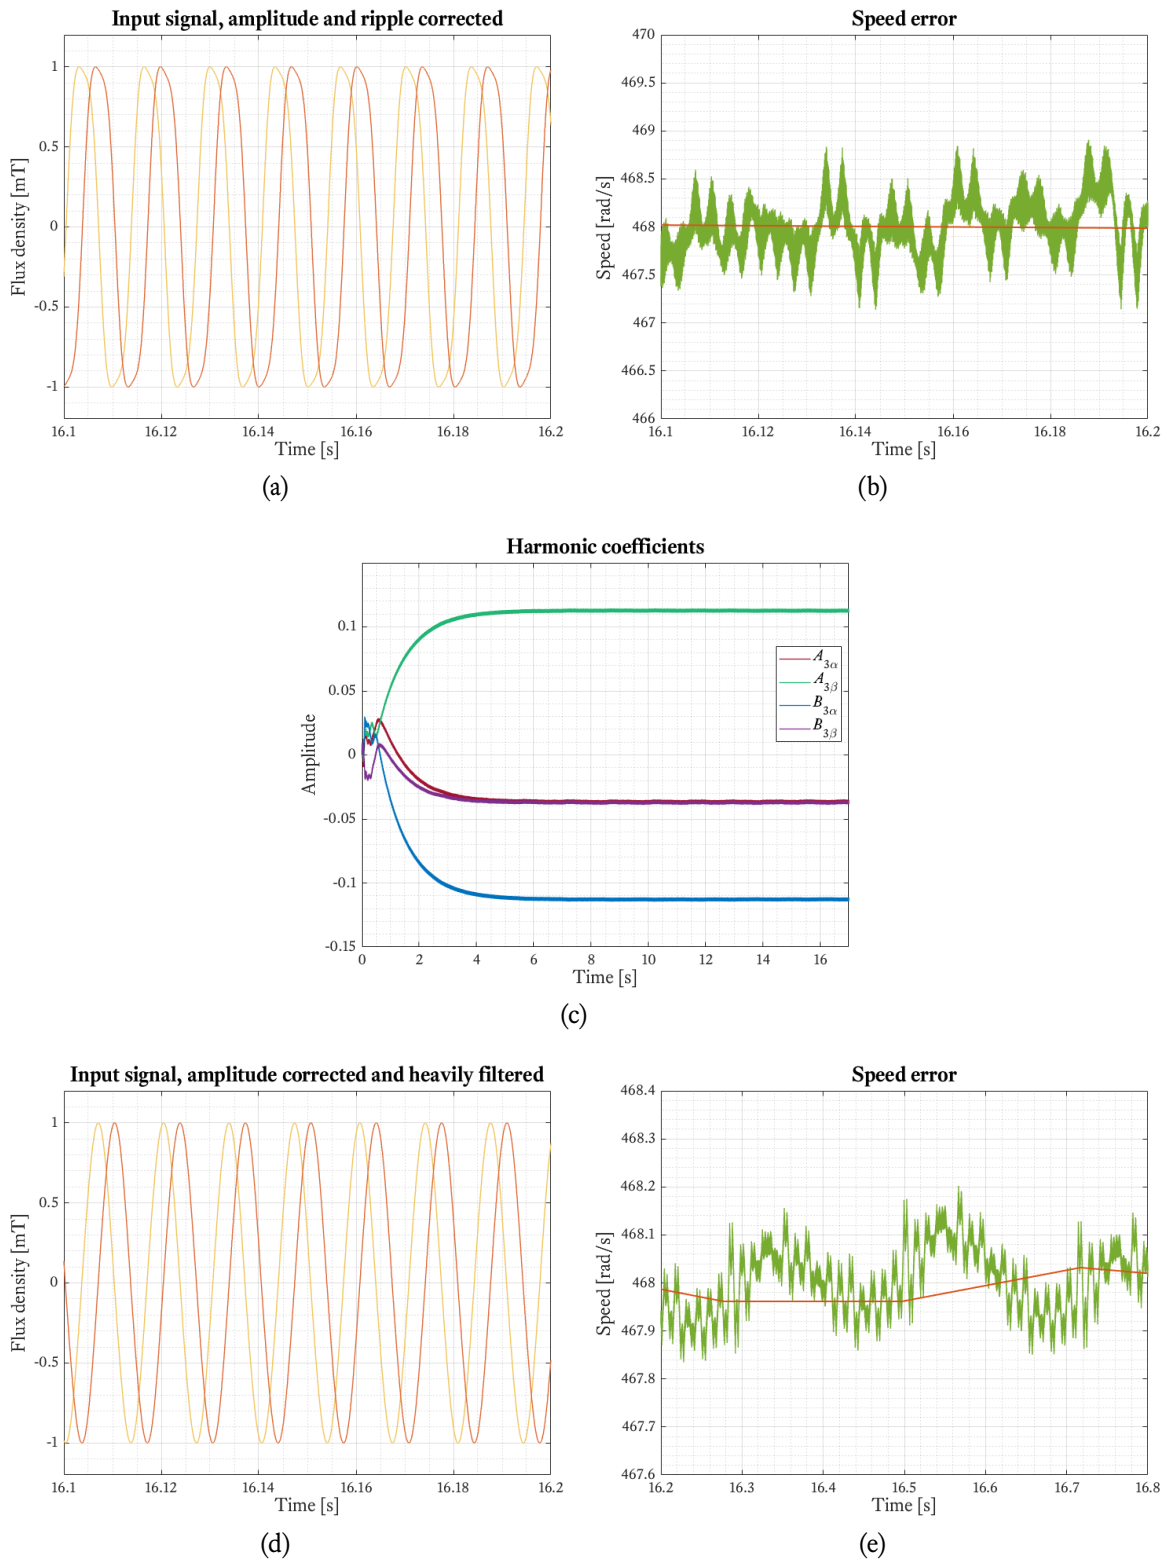 Input signal, amplitude and ripple corrected
Flux density [mT]
1
0.5
0
-0.5
-1
16.1 16.12 16.14 16.16 16.18 16.2
Time [s]
(a)
Speed error
Speed [rad/s]
470
469.5
469
468.5
468
467.5
467
466.5
466
16.1 16.12 16.14 16.16 16.18 16.2
Time [s]
(b)
Harmonic coefficients
Amplitude
0.1
0.05
0
-0.05
-0.1
-0.15
A3α
A3β
B3α
B3β
0 2 4 6 8 10 12 14 16
Time [s]
(c)
Input signal, amplitude corrected and heavily filtered
Flux density [mT]
1
0.5
0
-0.5
-1
16.1 16.12 16.14 16.16 16.18 16.2
Time [s]
(d)
Speed error
Speed [rad/s]
468.4
468.3
468.2
468.1
468
467.9
467.8
467.7
467.6
16.2 16.3 16.4 16.5 16.6 16.7 16.8
Time [s]
(e)